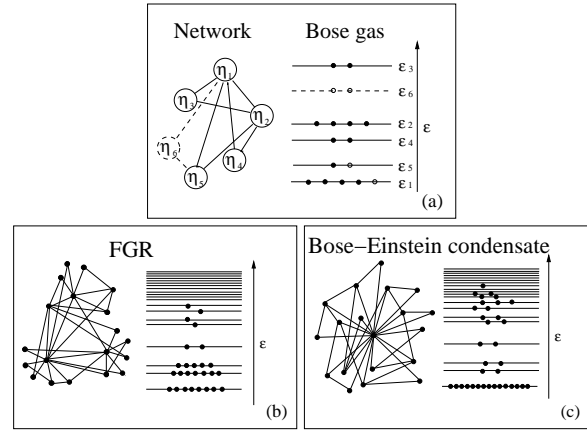 Network Bose gas
η₁
η₃
η₂
η₆
η₄
η₅
ε₃
ε₆
ε₂
ε₄
ε₅
ε₁
ε
(a)
FGR
ε
(b)
Bose–Einstein condensate
ε
(c)